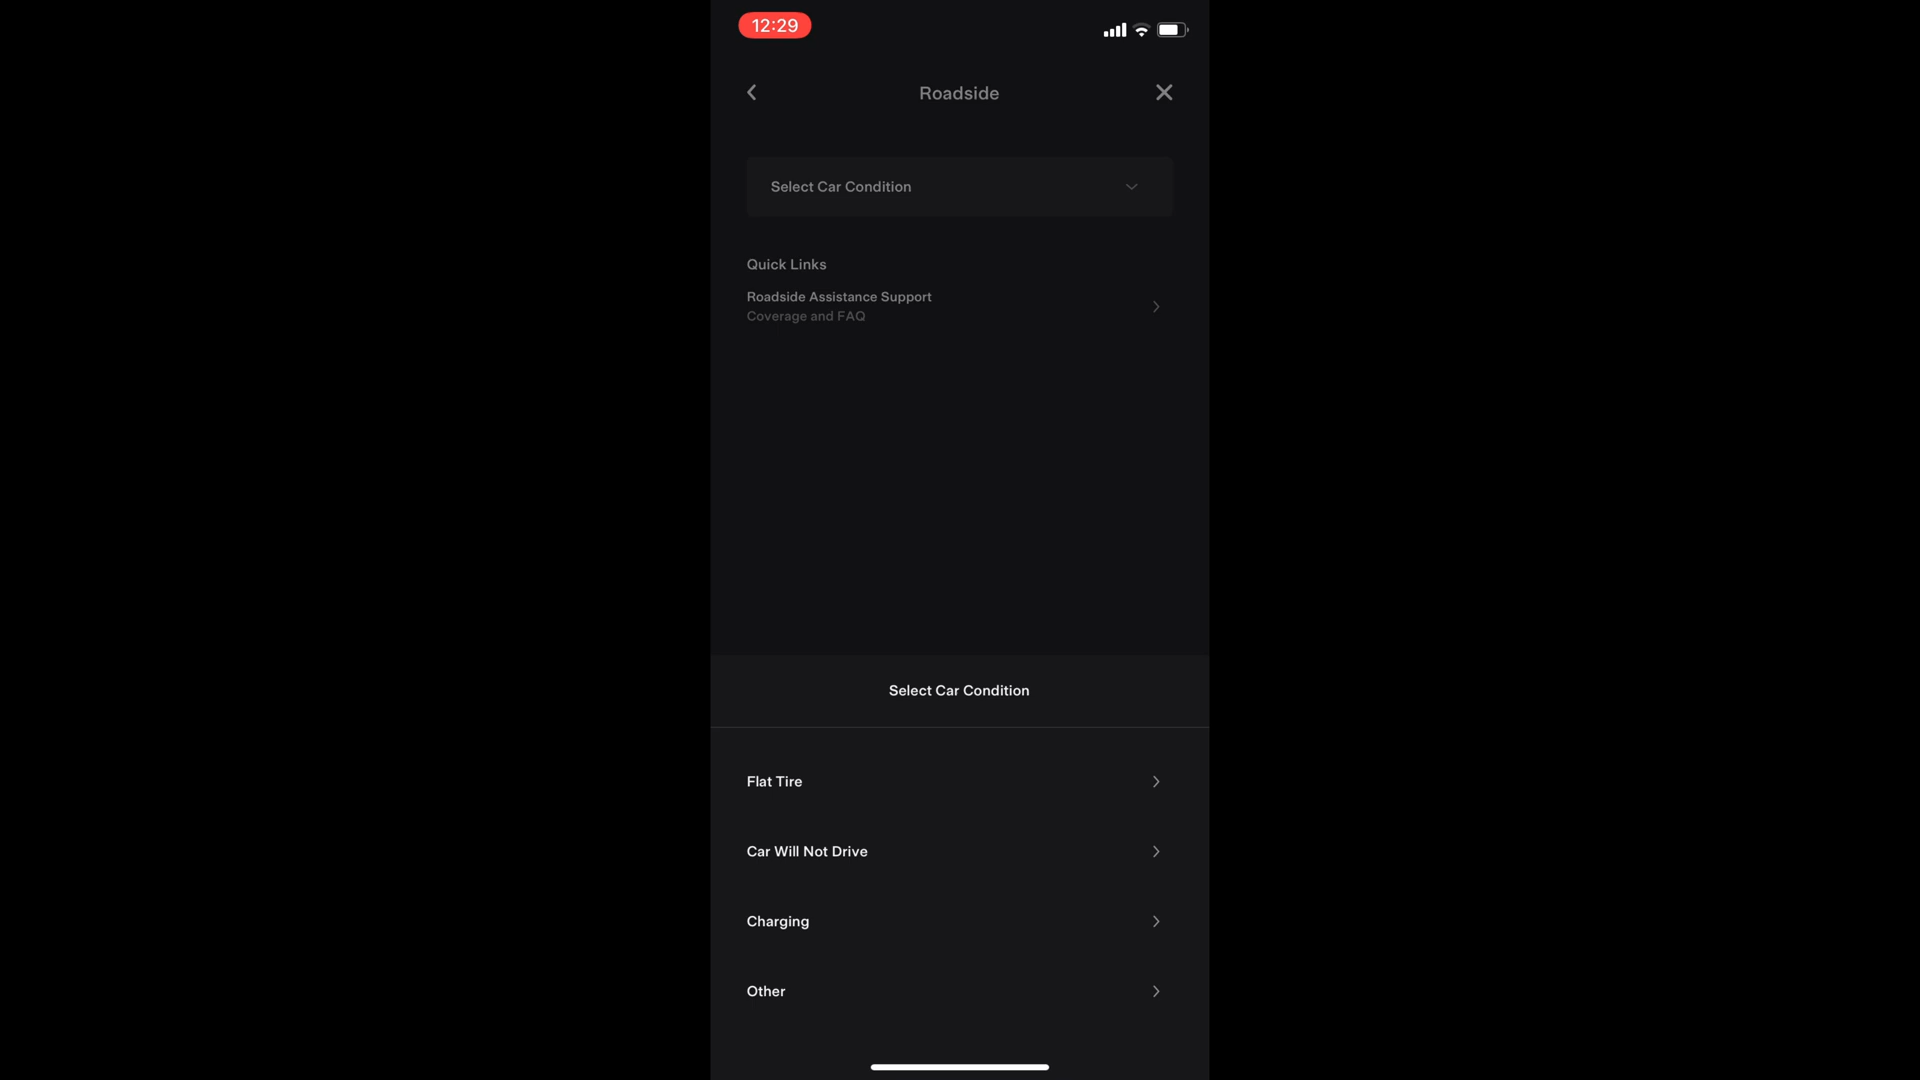 12:29
Roadside
Select Car Condition
Quick Links
Roadside Assistance Support
Coverage and FAQ
Select Car Condition
Flat Tire
Car Will Not Drive
Charging
Other